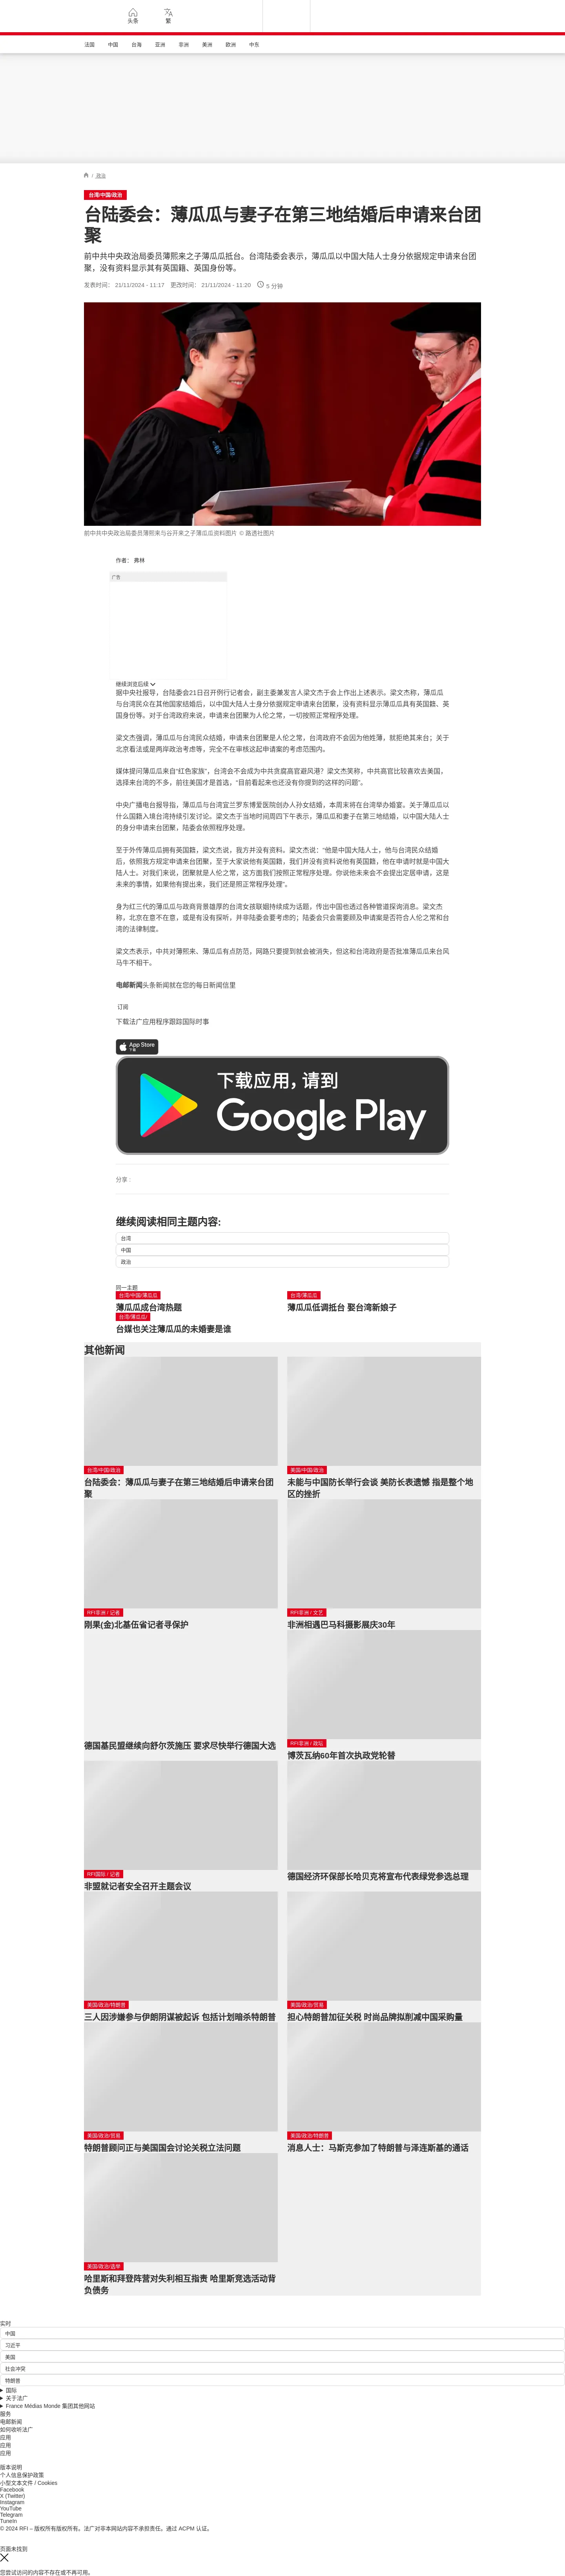 头条
繁
法国
中国
台海
亚洲
非洲
美洲
欧洲
中东
/ 政治
台湾/中国/政治
台陆委会：薄瓜瓜与妻子在第三地结婚后申请来台团
聚
前中共中央政治局委员薄熙来之子薄瓜瓜抵台。台湾陆委会表示，薄瓜瓜以中国大陆人士身分依据规定申请来台团
聚，没有资料显示其有英国籍、英国身份等。
发表时间： 21/11/2024 - 11:17 更改时间： 21/11/2024 - 11:20 5 分钟
前中共中央政治局委员薄熙来与谷开来之子薄瓜瓜资料图片 © 路透社图片
作者： 弗林
广告
继续浏览后续
据中央社报导，台陆委会21日召开例行记者会，副主委兼发言人梁文杰于会上作出上述表示。梁文杰称，薄瓜瓜
与台湾民众在其他国家结婚后，以中国大陆人士身分依据规定申请来台团聚，没有资料显示薄瓜瓜具有英国籍、英
国身份等。对于台湾政府来说，申请来台团聚为人伦之常，一切按照正常程序处理。
梁文杰强调，薄瓜瓜与台湾民众结婚，申请来台团聚是人伦之常，台湾政府不会因为他姓薄，就拒绝其来台；关于
北京看法或是两岸政治考虑等，完全不在审核这起申请案的考虑范围内。
媒体提问薄瓜瓜来自“红色家族”，台湾会不会成为中共贪腐高官避风港？梁文杰笑称，中共高官比较喜欢去美国，
选择来台湾的不多，前往美国才是首选，“目前看起来也还没有你提到的这样的问题”。
中央广播电台报导指，薄瓜瓜与台湾宜兰罗东博爱医院创办人孙女结婚，本周末将在台湾举办婚宴。关于薄瓜瓜以
什么国籍入境台湾持续引发讨论。梁文杰于当地时间周四下午表示，薄瓜瓜和妻子在第三地结婚，以中国大陆人士
的身分申请来台团聚，陆委会依照程序处理。
至于外传薄瓜瓜拥有英国籍，梁文杰说，我方并没有资料。梁文杰说：“他是中国大陆人士，他与台湾民众结婚
后，依照我方规定申请来台团聚，至于大家说他有英国籍，我们并没有资料说他有英国籍，他在申请时就是中国大
陆人士。对我们来说，团聚就是人伦之常，这方面我们按照正常程序处理。你说他未来会不会提出定居申请，这是
未来的事情，如果他有提出来，我们还是照正常程序处理”。
身为红三代的薄瓜瓜与政商背景雄厚的台湾女孩联姻持续成为话题，传出中国也透过各种管道探询消息。梁文杰
称，北京在意不在意，或是有没有探听，并非陆委会要考虑的；陆委会只会需要顾及申请案是否符合人伦之常和台
湾的法律制度。
梁文杰表示，中共对薄熙来、薄瓜瓜有点防范，网路只要提到就会被消失，但这和台湾政府是否批准薄瓜瓜来台风
马牛不相干。
电邮新闻头条新闻就在您的每日新闻信里
订阅
下载法广应用程序跟踪国际时事
App Store
下载
下载应用，请到
Google Play
分享 :
继续阅读相同主题内容:
台湾
中国
政治
同一主题
台湾/中国/薄瓜瓜
薄瓜瓜成台湾热题
台湾/薄瓜瓜
薄瓜瓜低调抵台 娶台湾新娘子
台湾/薄瓜瓜/
台媒也关注薄瓜瓜的未婚妻是谁
其他新闻
台湾/中国/政治
台陆委会：薄瓜瓜与妻子在第三地结婚后申请来台团
聚
美国/中国/政治
未能与中国防长举行会谈 美防长表遗憾 指是整个地
区的挫折
RFI非洲 / 记者
刚果(金)北基伍省记者寻保护
RFI非洲 / 文艺
非洲相遇巴马科摄影展庆30年
德国基民盟继续向舒尔茨施压 要求尽快举行德国大选
RFI非洲 / 政坛
博茨瓦纳60年首次执政党轮替
RFI国际 / 记者
非盟就记者安全召开主题会议
德国经济环保部长哈贝克将宣布代表绿党参选总理
美国/政治/特朗普
三人因涉嫌参与伊朗阴谋被起诉 包括计划暗杀特朗普
美国/政治/贸易
担心特朗普加征关税 时尚品牌拟削减中国采购量
美国/政治/贸易
特朗普顾问正与美国国会讨论关税立法问题
美国/政治/特朗普
消息人士：马斯克参加了特朗普与泽连斯基的通话
美国/政治/选举
哈里斯和拜登阵营对失利相互指责 哈里斯竞选活动背
负债务
实时
中国
习近平
美国
社会冲突
特朗普
国际
关于法广
France Médias Monde 集团其他网站
服务
电邮新闻
如何收听法广
应用
应用
应用
版本说明
个人信息保护政策
小型文本文件 / Cookies
Facebook
X (Twitter)
Instagram
YouTube
Telegram
TuneIn
© 2024 RFI – 版权所有版权所有。法广对非本网站内容不承担责任。通过 ACPM 认证。
页面未找到
您尝试访问的内容不存在或不再可用。